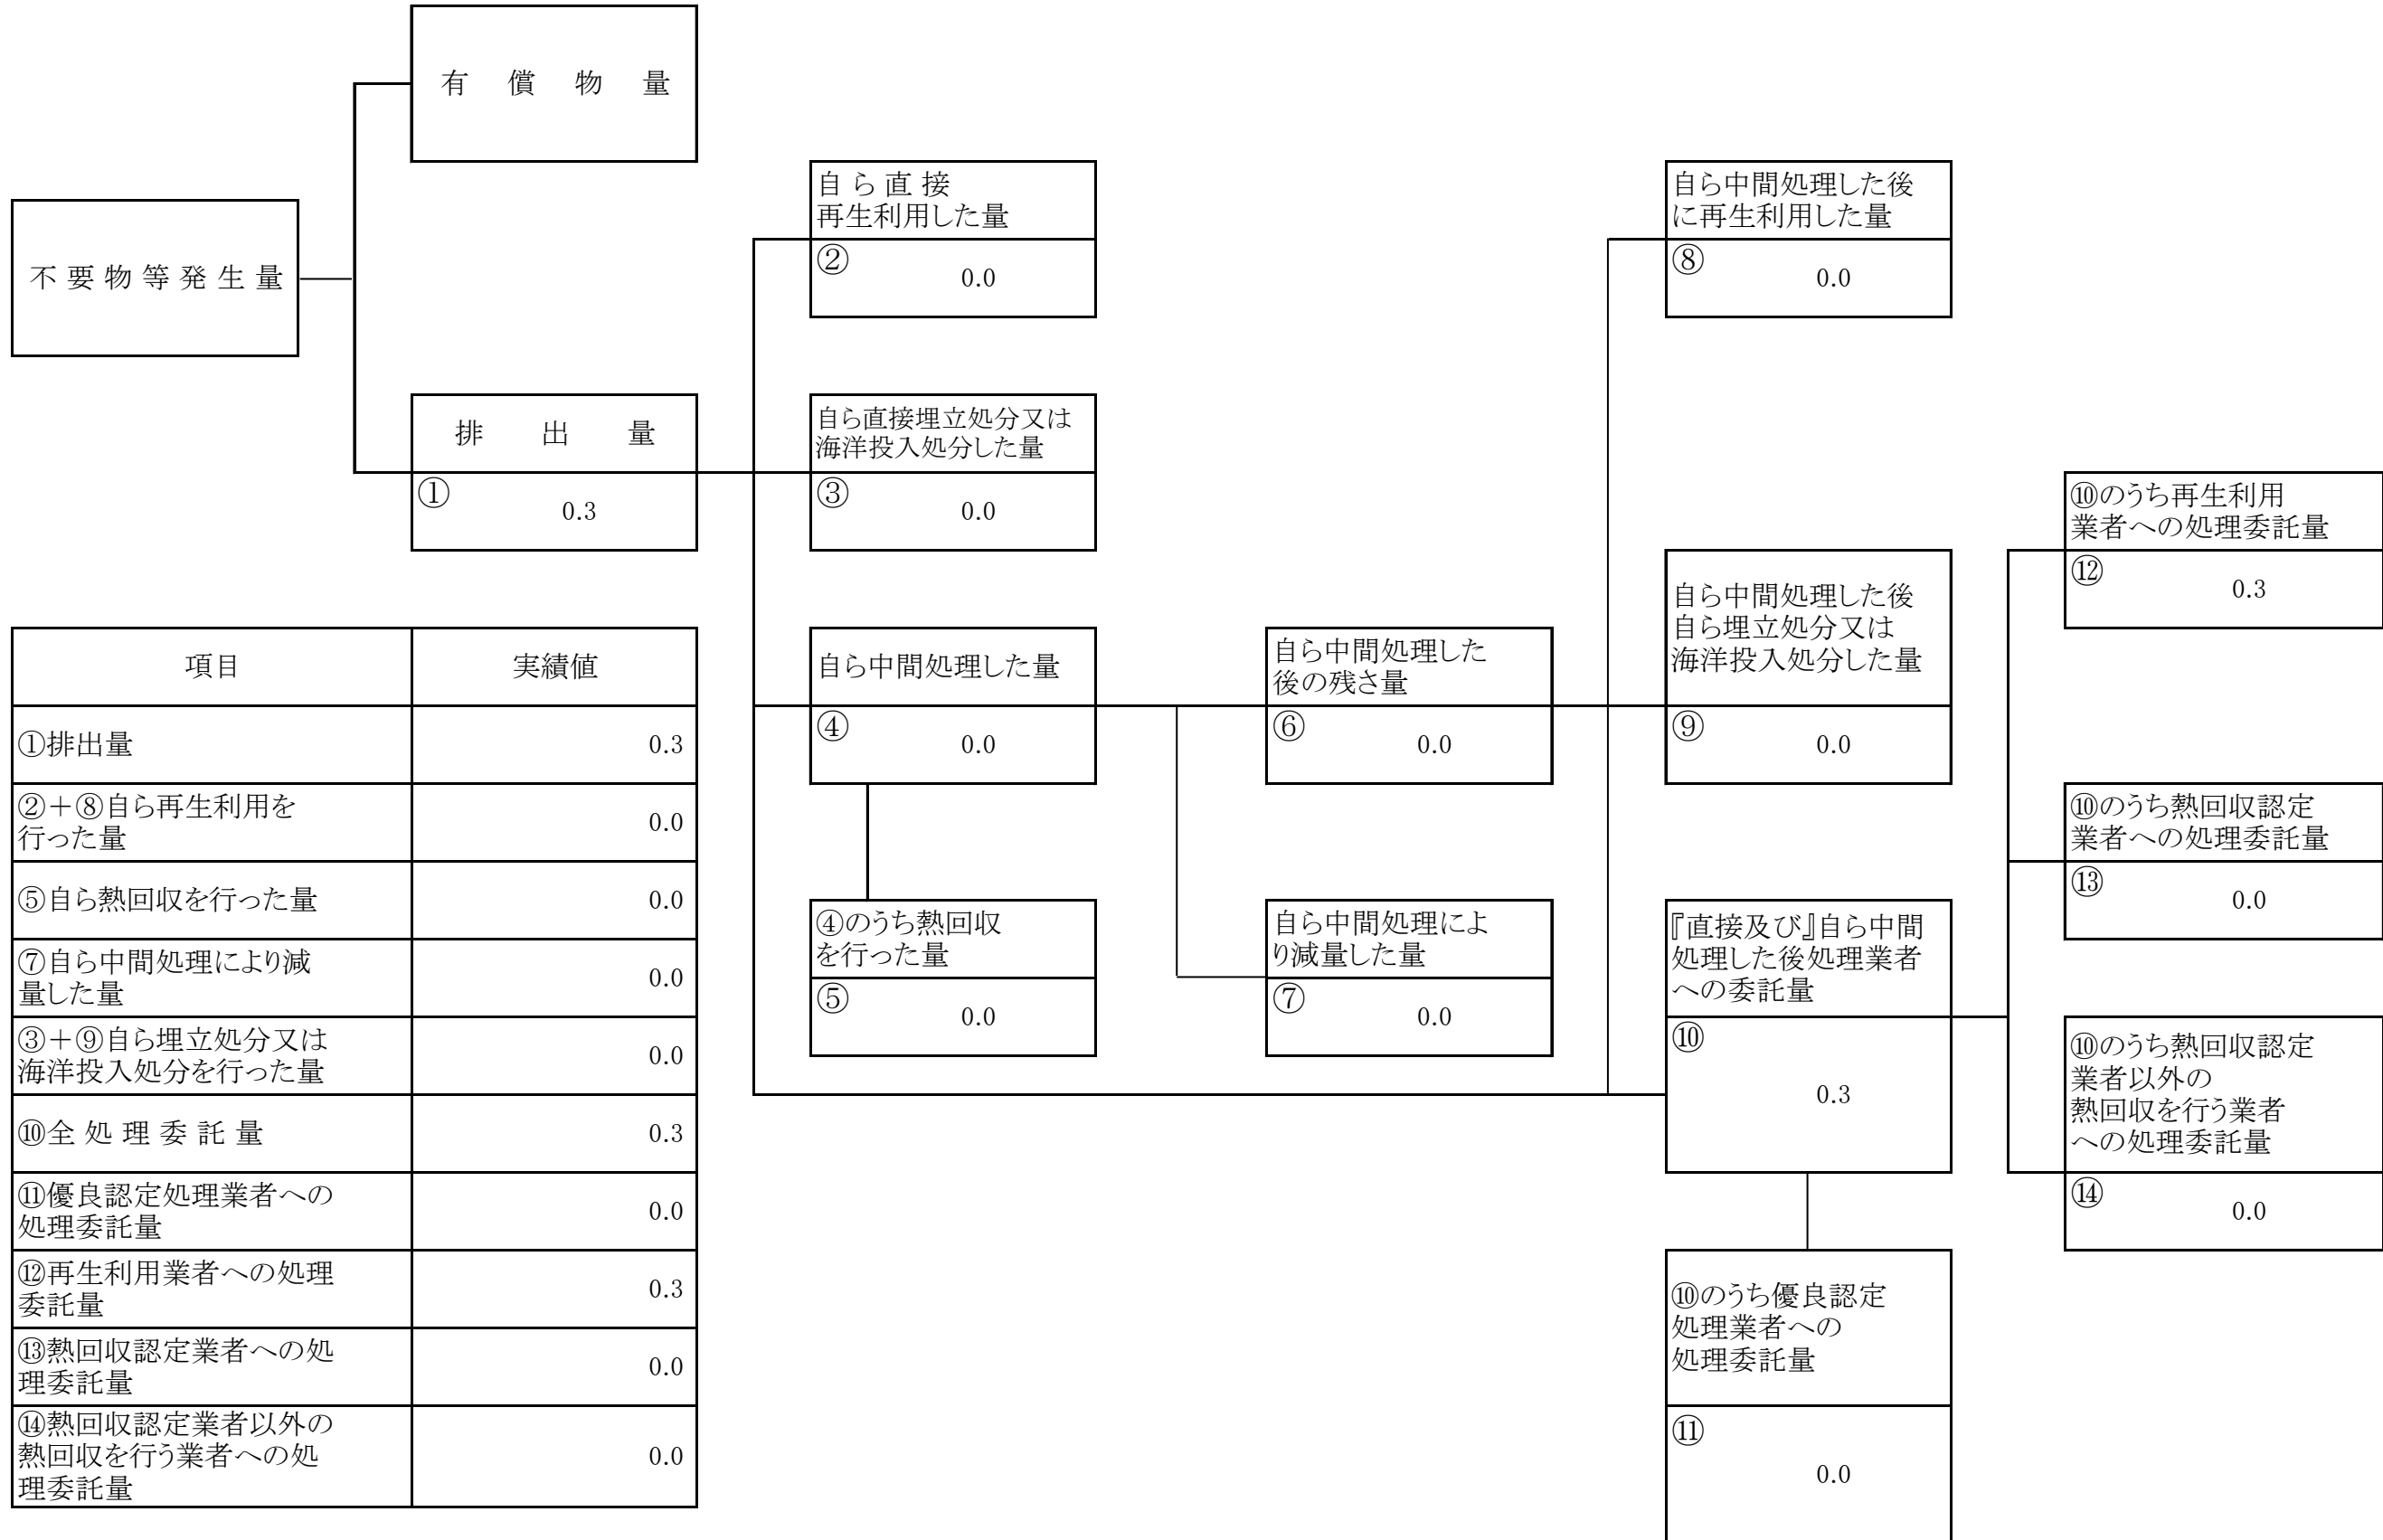 有償物量
不要物等発生量
自ら直接
再生利用した量
②
0.0
自ら中間処理した後
に再生利用した量
⑧
0.0
排出量
①
0.3
自ら直接埋立処分又は
海洋投入処分した量
③
0.0
⑩のうち再生利用
業者への処理委託量
⑫
0.3
自ら中間処理した量
④
0.0
自ら中間処理した
後の残さ量
⑥
0.0
自ら中間処理した後
自ら埋立処分又は
海洋投入処分した量
⑨
0.0
⑩のうち熱回収認定
業者への処理委託量
⑬
0.0
④のうち熱回収
を行った量
⑤
0.0
自ら中間処理によ
り減量した量
⑦
0.0
『直接及び』自ら中間
処理した後処理業者
への委託量
⑩
0.3
⑩のうち熱回収認定
業者以外の
熱回収を行う業者
への処理委託量
⑭
0.0
⑩のうち優良認定
処理業者への
処理委託量
⑪
0.0
項目 実績値
①排出量 0.3
②＋⑧自ら再生利用を
行った量 0.0
⑤自ら熱回収を行った量 0.0
⑦自ら中間処理により減
量した量 0.0
③＋⑨自ら埋立処分又は
海洋投入処分を行った量 0.0
⑩全処理委託量 0.3
⑪優良認定処理業者への
処理委託量 0.0
⑫再生利用業者への処理
委託量 0.3
⑬熱回収認定業者への処
理委託量 0.0
⑭熱回収認定業者以外の
熱回収を行う業者への処
理委託量 0.0